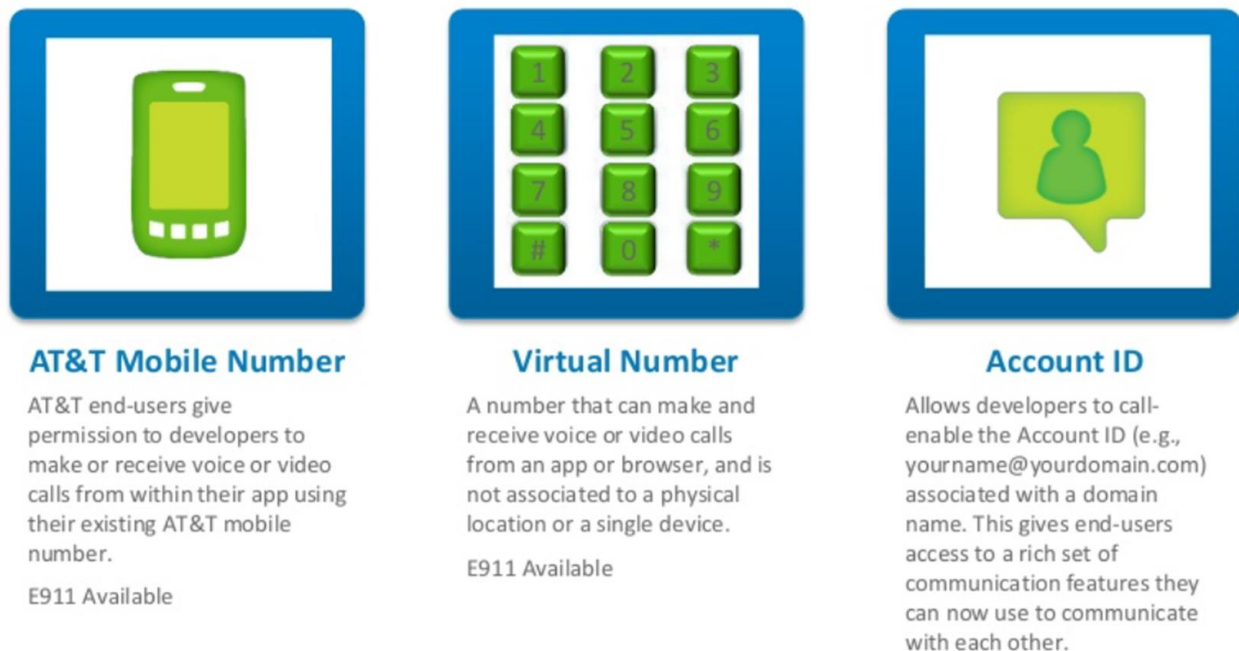 1 2 3
4 5 6
7 8 9
# 0 *
AT&T Mobile Number
AT&T end-users give
permission to developers to
make or receive voice or video
calls from within their app using
their existing AT&T mobile
number.
E911 Available
Virtual Number
A number that can make and
receive voice or video calls
from an app or browser, and is
not associated to a physical
location or a single device.
E911 Available
Account ID
Allows developers to call-
enable the Account ID (e.g.,
yourname@yourdomain.com)
associated with a domain
name. This gives end-users
access to a rich set of
communication features they
can now use to communicate
with each other.